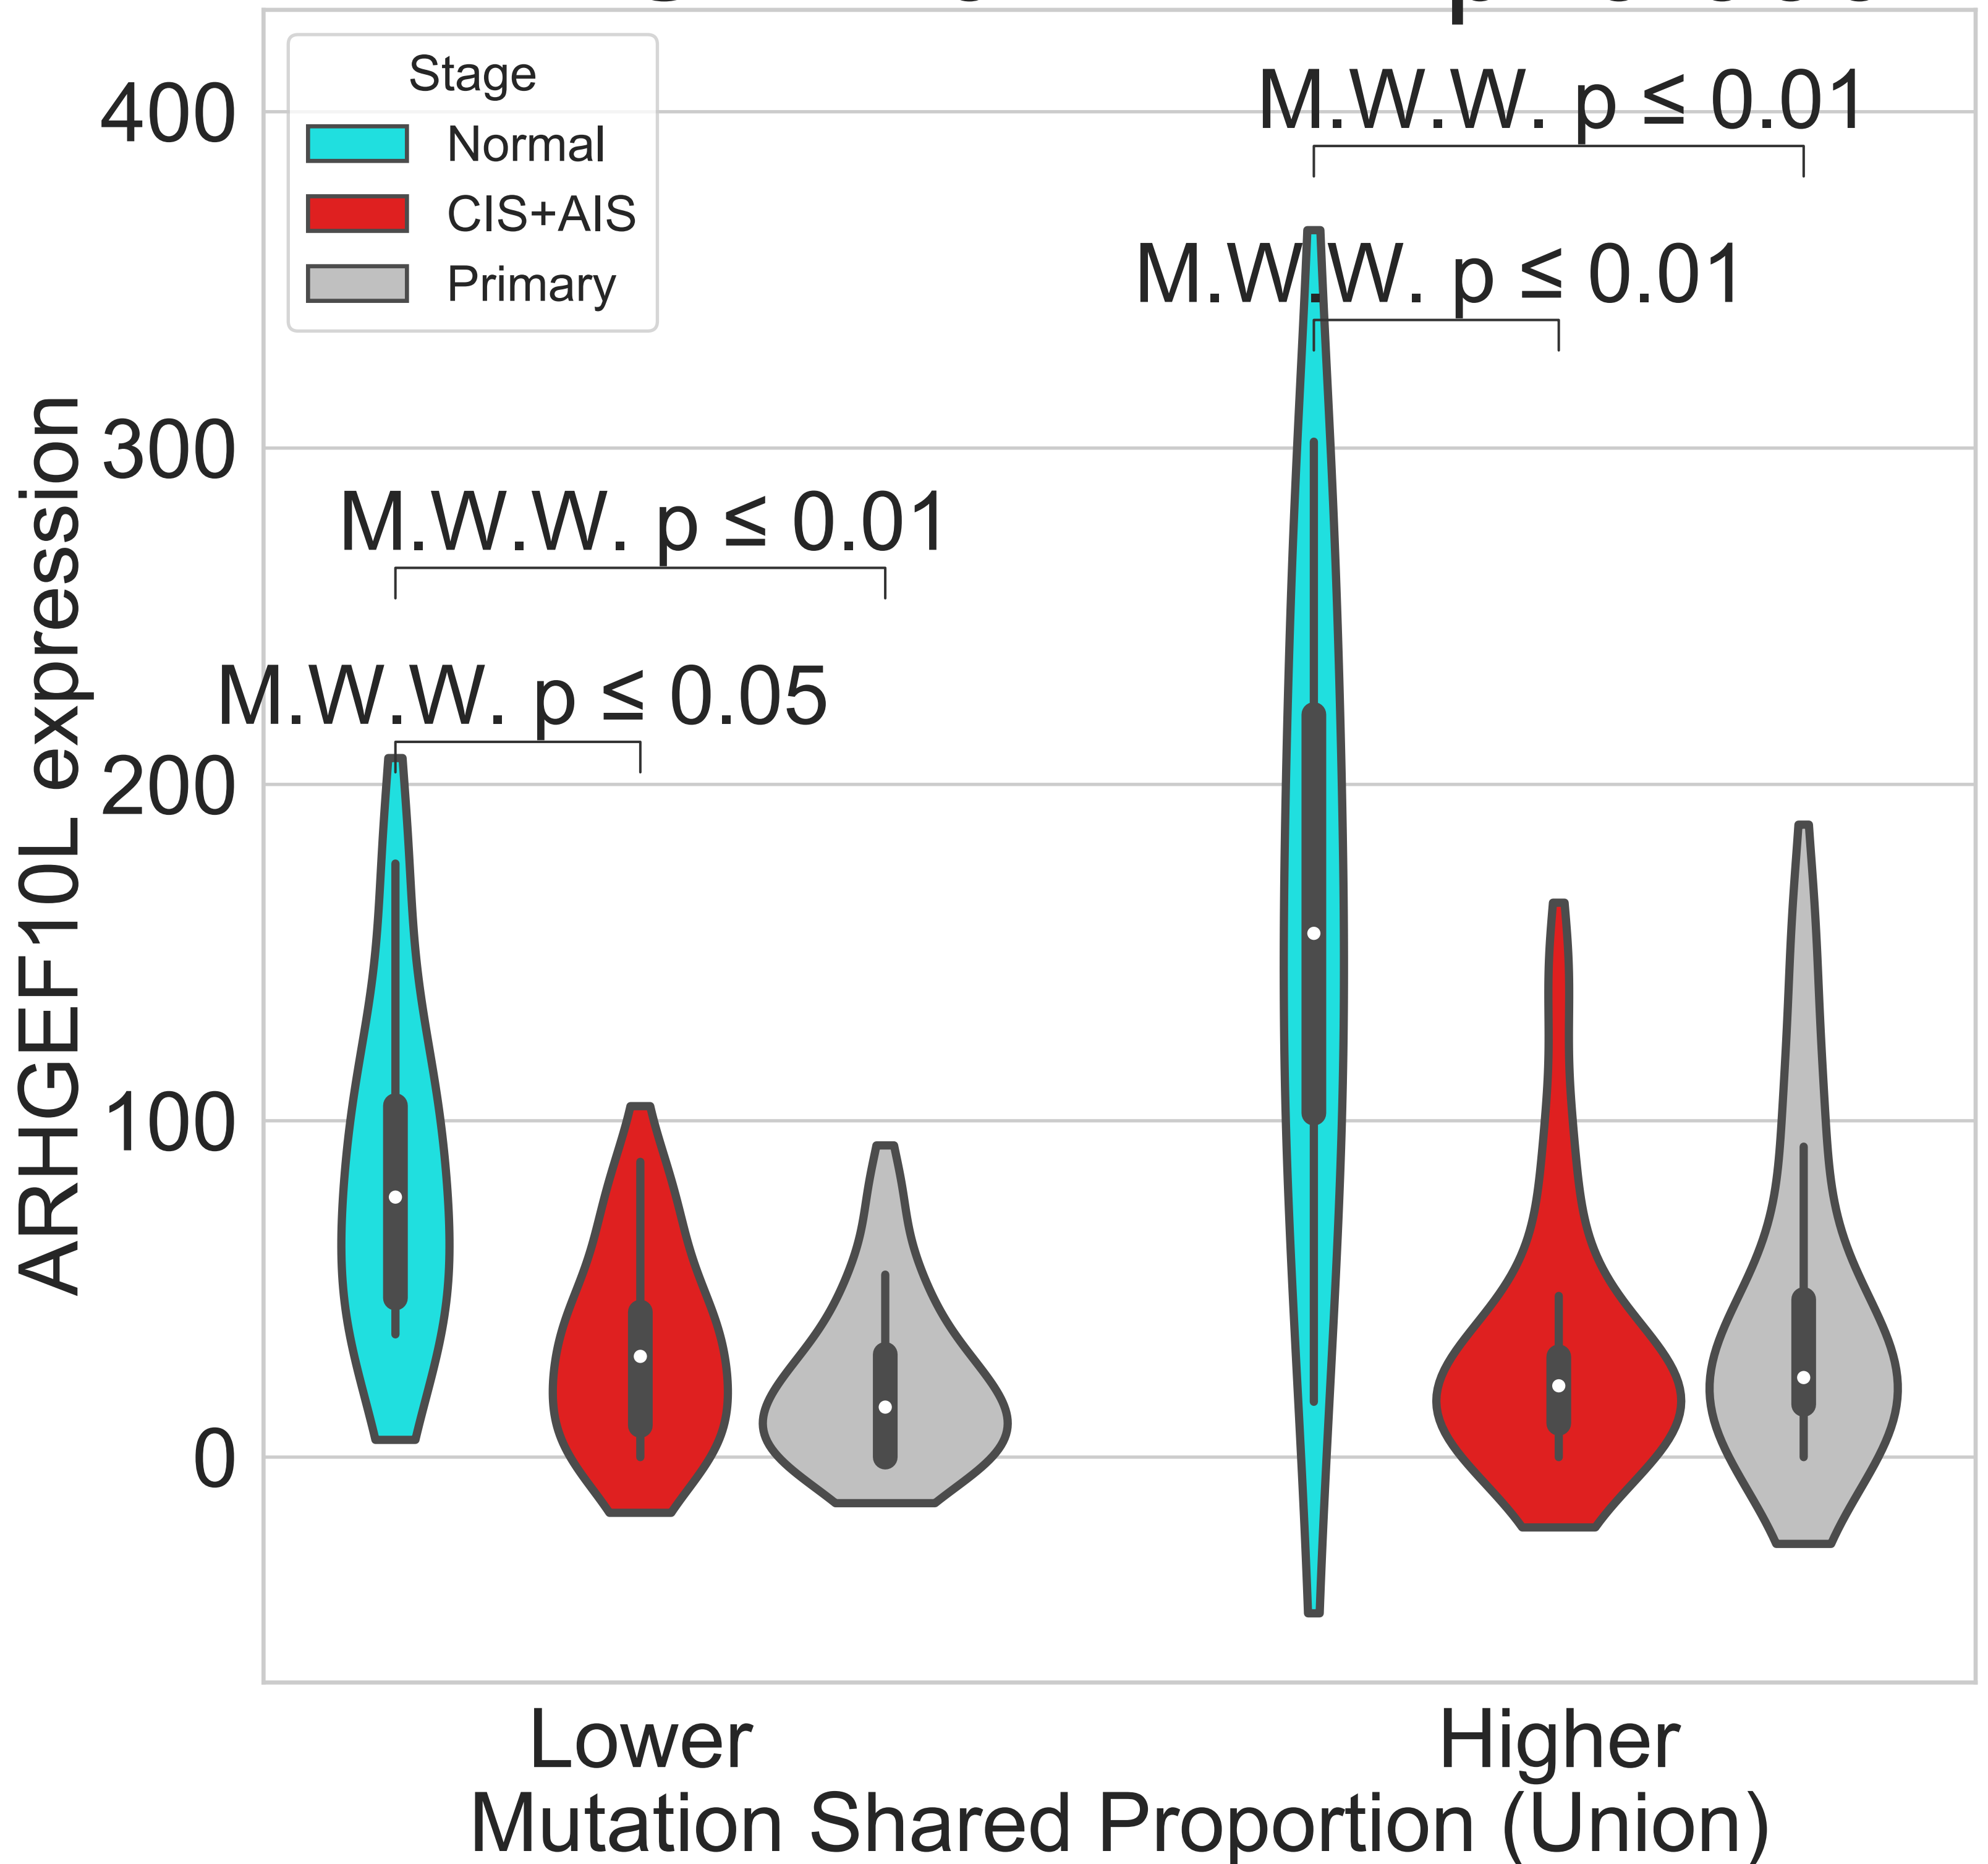 Stage
Normal
CIS+AIS
Primary
M.W.W. p ≤ 0.01
M.W.W. p ≤ 0.01
M.W.W. p ≤ 0.01
M.W.W. p ≤ 0.05
400
300
200
100
0
ARHGEF10L expression
Lower
Higher
Mutation Shared Proportion (Union)